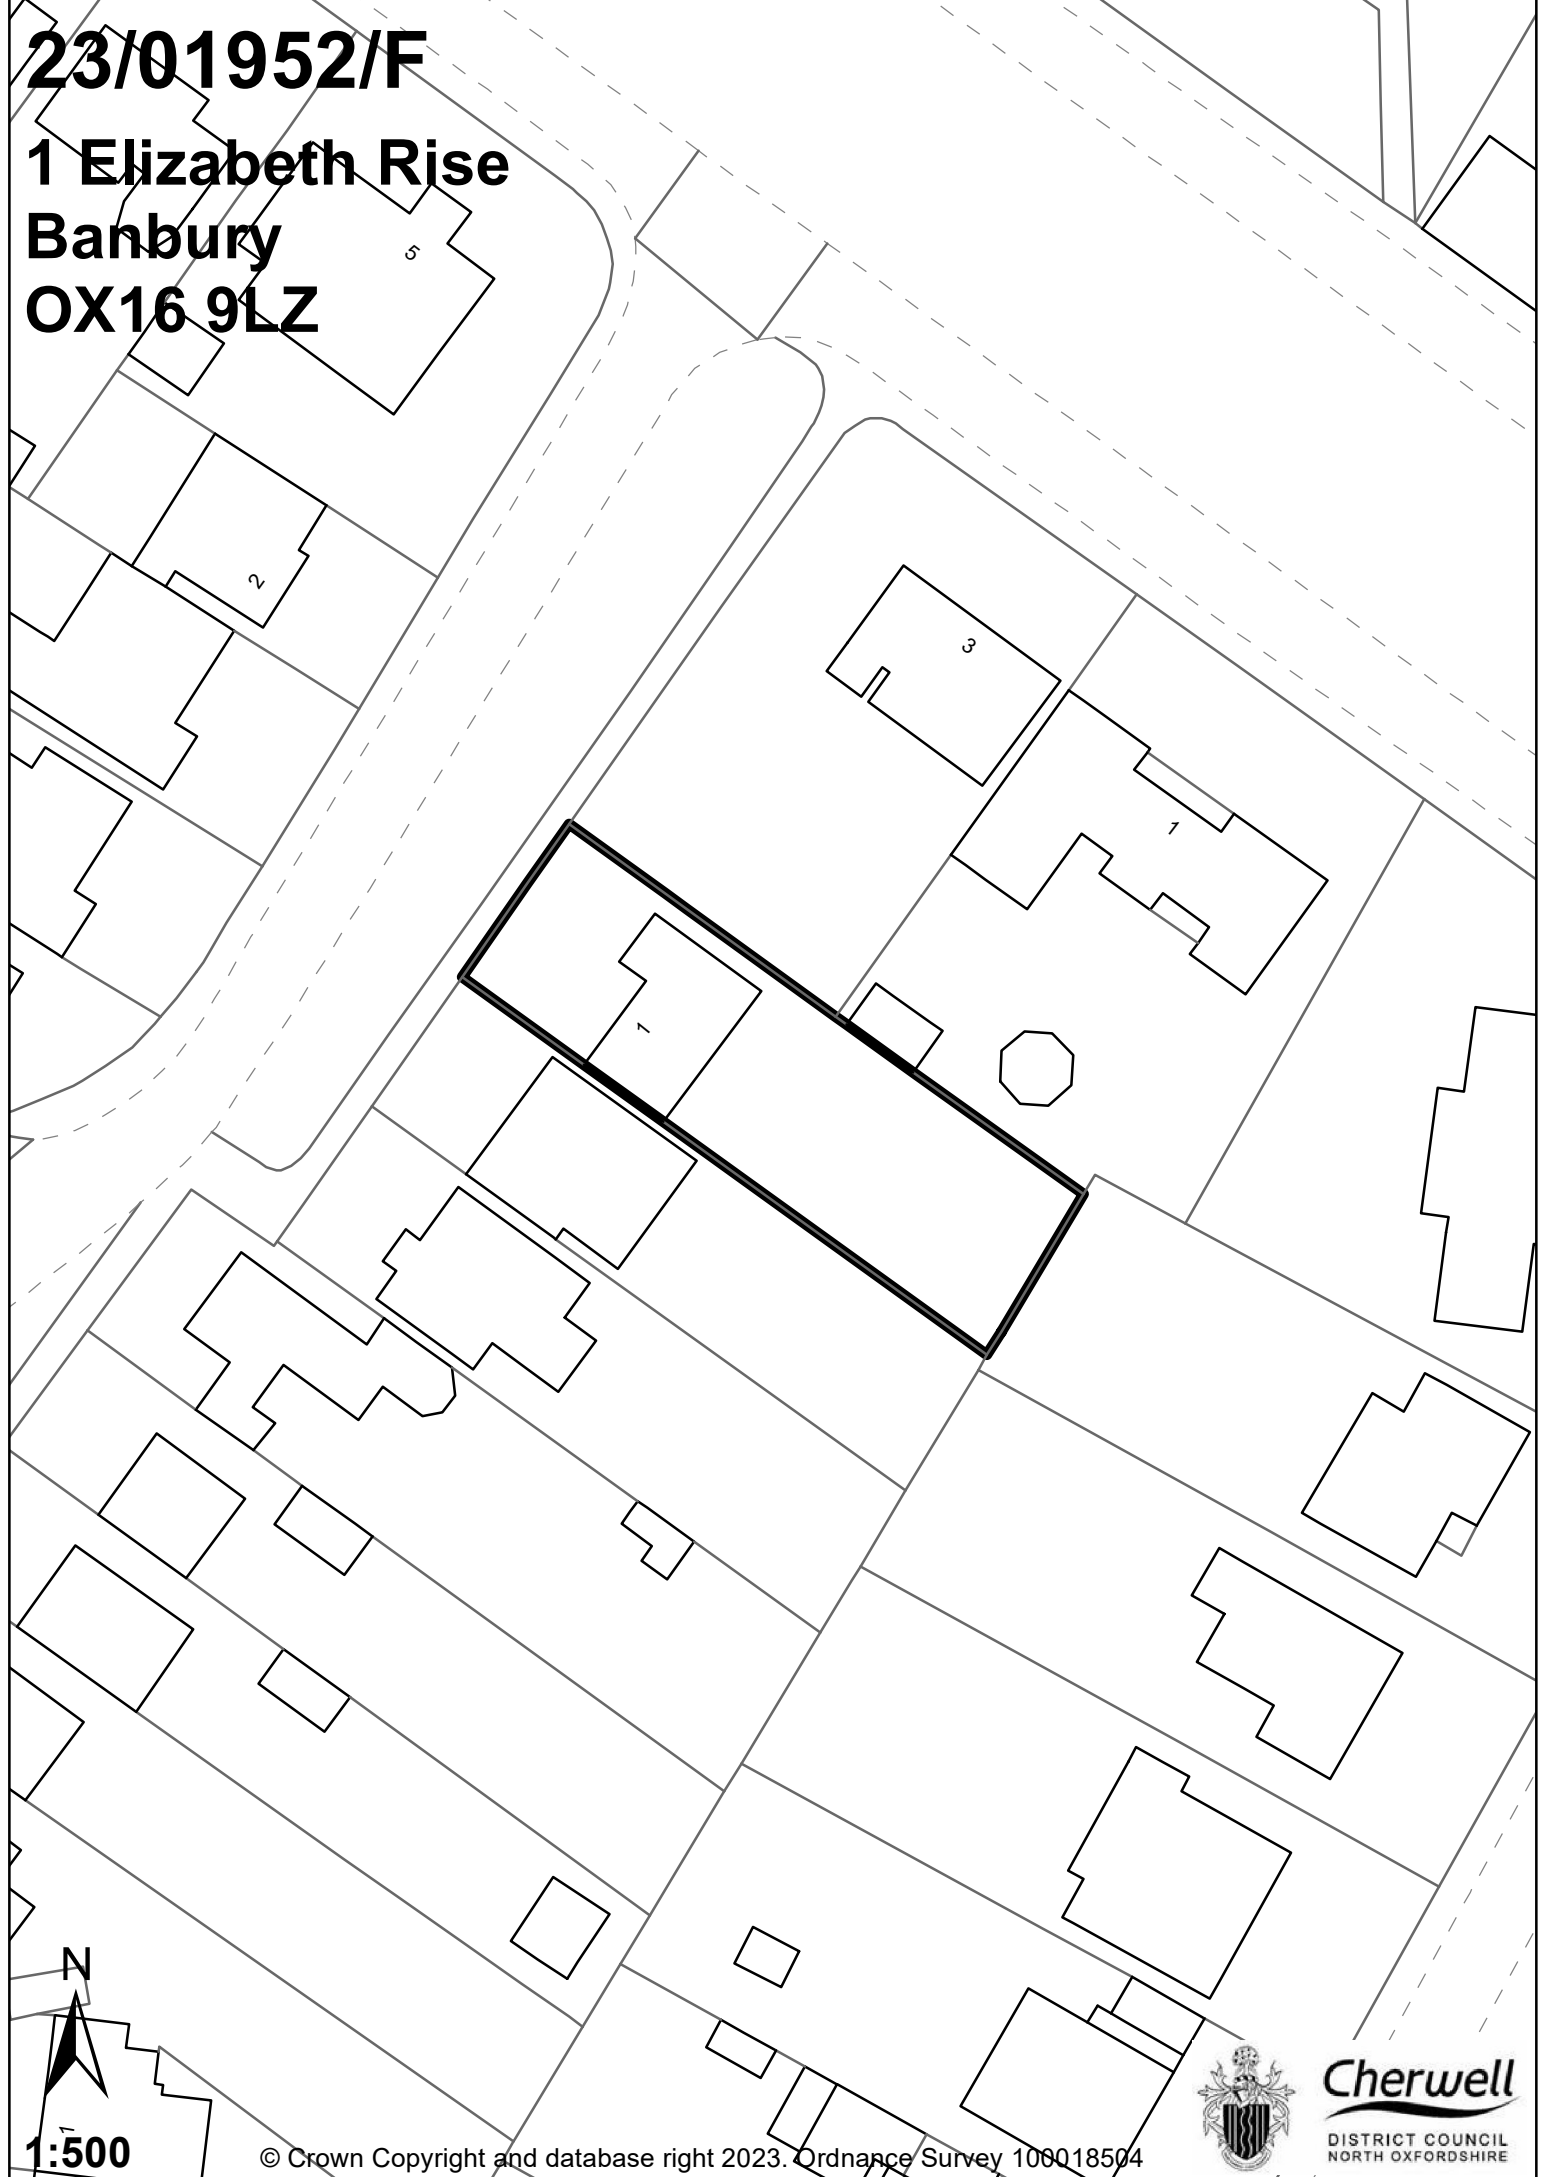 23/01952/F
1 Elizabeth Rise
Banbury
OX16 9LZ
5
2
3
1
1
N
1
1:500
© Crown Copyright and database right 2023. Ordnance Survey 100018504
Cherwell
DISTRICT COUNCIL
NORTH OXFORDSHIRE